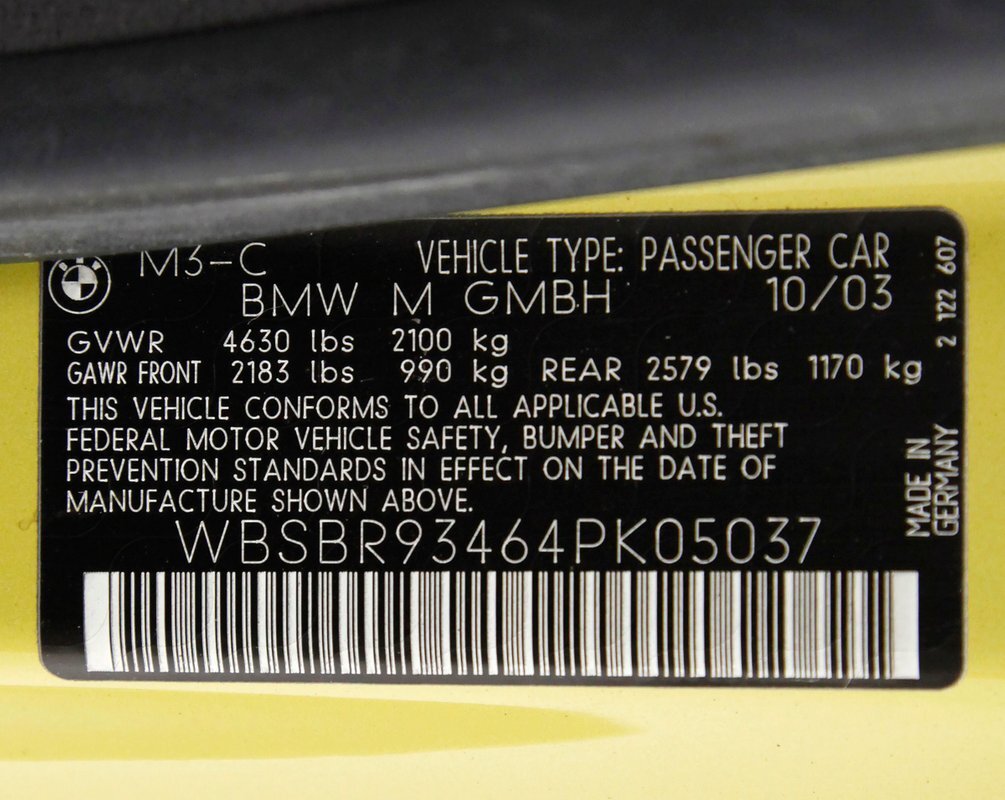 M3-C VEHICLE TYPE: PASSENGER CAR
BMW M GMBH 10/03
GVWR 4630 lbs 2100 kg
GAWR FRONT 2183 lbs 990 kg REAR 2579 lbs 1170 kg
THIS VEHICLE CONFORMS TO ALL APPLICABLE U.S.
FEDERAL MOTOR VEHICLE SAFETY, BUMPER AND THEFT
PREVENTION STANDARDS IN EFFECT ON THE DATE OF
MANUFACTURE SHOWN ABOVE.
WBSBR93464PK05037
2 122 607
MADE IN
GERMANY